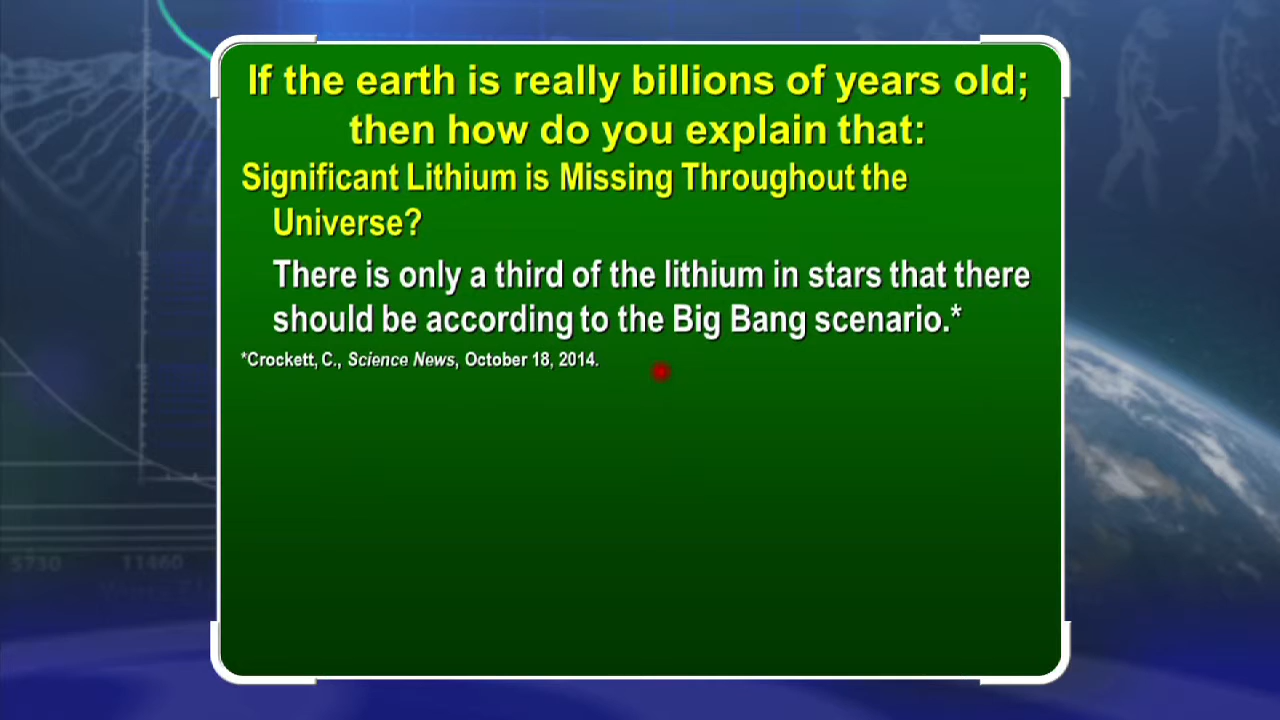 If the earth is really billions of years old;
then how do you explain that:
Significant Lithium is Missing Throughout the
Universe?
There is only a third of the lithium in stars that there
should be according to the Big Bang scenario.*
*Crockett, C., Science News, October 18, 2014.
5730 11460